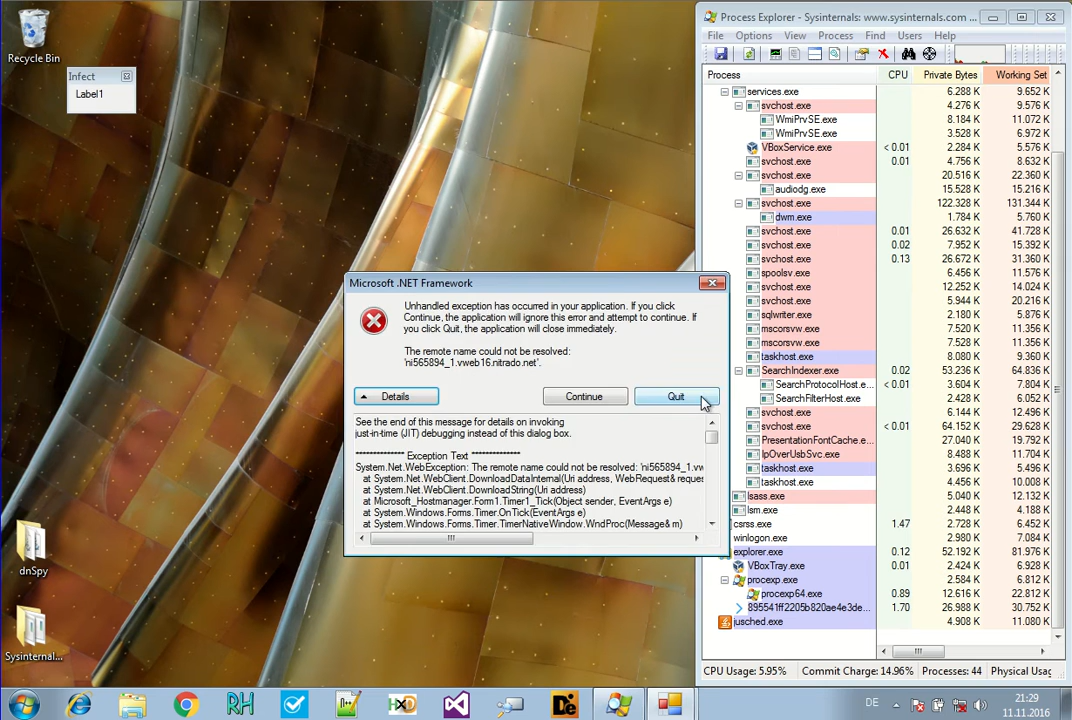 Recycle Bin
Infect
Label1
dnSpy
Sysinternal...
Process Explorer - Sysinternals: www.sysinternals.com ...
File Options View Process Find Users Help
Process CPU Private Bytes Working Set
services.exe 6.288 K 9.652 K
svchost.exe 4.276 K 9.576 K
WmiPrvSE.exe 8.184 K 11.072 K
WmiPrvSE.exe 3.528 K 6.972 K
VBoxService.exe < 0.01 2.284 K 5.576 K
svchost.exe 0.01 4.756 K 8.632 K
svchost.exe 20.516 K 22.360 K
audiodg.exe 15.528 K 15.216 K
svchost.exe 122.328 K 131.344 K
dwm.exe 1.784 K 5.760 K
svchost.exe 0.01 26.632 K 41.728 K
svchost.exe 0.02 7.952 K 15.392 K
svchost.exe 0.13 26.672 K 31.360 K
spoolsv.exe 6.456 K 11.576 K
svchost.exe 12.252 K 14.024 K
svchost.exe 5.944 K 20.216 K
sqlwriter.exe 2.180 K 5.876 K
mscorsvw.exe 7.520 K 11.356 K
mscorsvw.exe 7.528 K 11.356 K
taskhost.exe 8.080 K 9.360 K
SearchIndexer.exe 0.02 53.236 K 64.836 K
SearchProtocolHost.e... < 0.01 3.604 K 7.804 K
SearchFilterHost.exe 2.428 K 6.052 K
svchost.exe 6.144 K 12.496 K
svchost.exe < 0.01 64.152 K 29.628 K
PresentationFontCache.e... 27.040 K 19.792 K
IpOverUsbSvc.exe 8.488 K 11.704 K
taskhost.exe 3.696 K 5.496 K
taskhost.exe 4.044 K 10.996 K
lsass.exe 5.040 K 12.132 K
lsm.exe 2.448 K 4.188 K
csrss.exe 1.47 2.728 K 6.452 K
winlogon.exe 2.980 K 7.084 K
explorer.exe 0.12 52.192 K 81.976 K
VBoxTray.exe 0.01 2.424 K 6.928 K
procexp.exe 2.584 K 6.812 K
procexp64.exe 0.89 12.616 K 22.812 K
895541ff2205b820ae4e3de... 1.70 26.988 K 30.752 K
jusched.exe 4.908 K 11.080 K
CPU Usage: 5.95% Commit Charge: 14.96% Processes: 44 Physical Usag
Microsoft .NET Framework
Unhandled exception has occurred in your application. If you click
Continue, the application will ignore this error and attempt to continue. If
you click Quit, the application will close immediately.
The remote name could not be resolved:
'ni565894_1.vweb16.nitrado.net'.
Details Continue Quit
See the end of this message for details on invoking
just-in-time (JIT) debugging instead of this dialog box.
************** Exception Text **************
System.Net.WebException: The remote name could not be resolved: 'ni565894_1.vw
at System.Net.WebClient.DownloadDataInternal(Uri address, WebRequest& reque
at System.Net.WebClient.DownloadString(Uri address)
at Microsoft_Hostmanager.Form1.Timer1_Tick(Object sender, EventArgs e)
at System.Windows.Forms.Timer.OnTick(EventArgs e)
at System.Windows.Forms.Timer.TimerNativeWindow.WndProc(Message& m)
RH
HxD
De
DE
21:29
11.11.2016